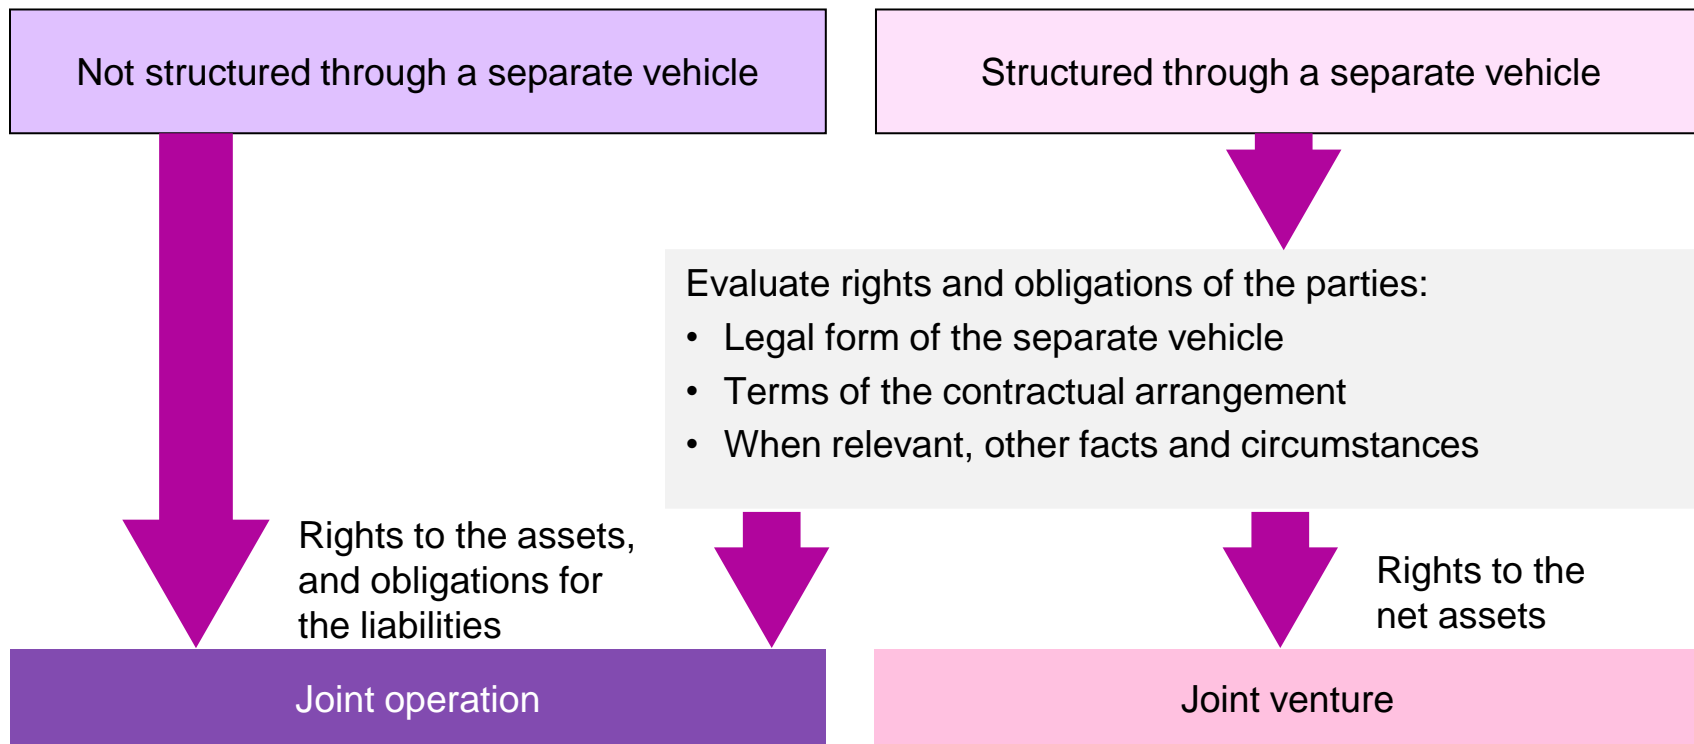 Not structured through a separate vehicle
Structured through a separate vehicle
Evaluate rights and obligations of the parties:
• Legal form of the separate vehicle
• Terms of the contractual arrangement
• When relevant, other facts and circumstances
Rights to the assets,
and obligations for
the liabilities
Rights to the
net assets
Joint operation
Joint venture